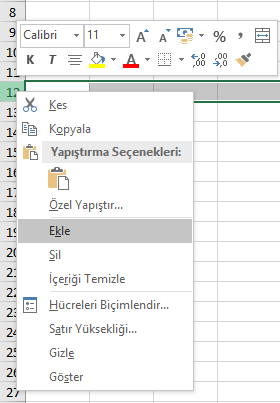 8
9
Calibri 11 A A % ,
10
K T A ,00 ,0
11
12
13 Kes
14 Kopyala
15 Yapıştırma Seçenekleri:
16
17
18 Özel Yapıştır...
19 Ekle
20 Sil
21 İçeriği Temizle
22
23 Hücreleri Biçimlendir...
24 Satır Yüksekliği...
25 Gizle
26 Göster
27